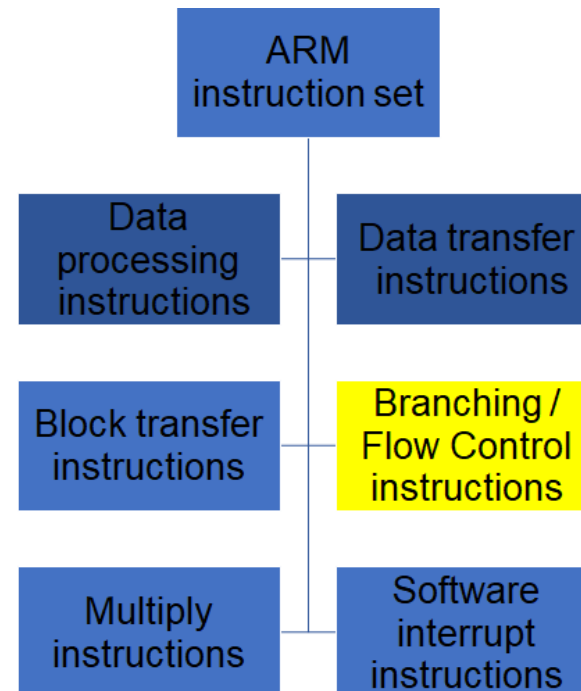 ARM
instruction set
Data
processing
instructions
Data transfer
instructions
Block transfer
instructions
Branching /
Flow Control
instructions
Multiply
instructions
Software
interrupt
instructions